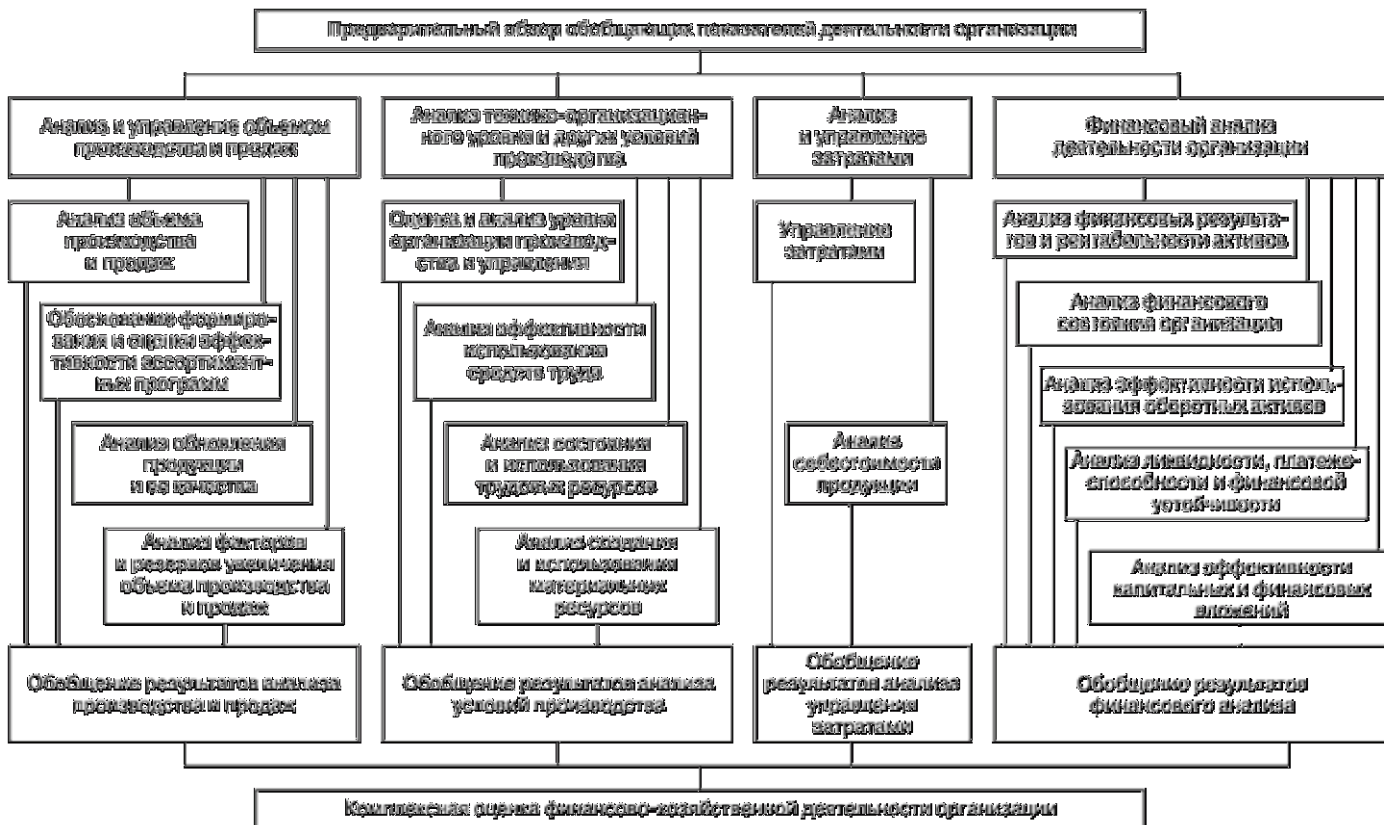 Предварительный обзор обобщающих показателей деятельности организации
Анализ и управление объемом
производства и продаж
Анализ технико-организацион-
ного уровня и других условий
производства
Анализ
и управление
затратами
Финансовый анализ
деятельности организации
Анализ объема
производства
и продаж
Оценка и анализ уровня
организации производ-
ства и управления
Управление
затратами
Анализ финансовых результа-
тов и рентабельности активов
Обоснование формиро-
вания и оценки эффек-
тивности ассортимент-
ных программ
Анализ эффективности
использования
средств труда
Анализ финансового
состояния организации
Анализ эффективности исполь-
зования оборотных активов
Анализ обновления
продукции
и ее качества
Анализ состояния
и использования
трудовых ресурсов
Анализ
себестоимости
продукции
Анализ ликвидности, платеже-
способности и финансовой
устойчивости
Анализ факторов
и резервов увеличения
объема производства
и продаж
Анализ создания
и использования
материальных
ресурсов
Анализ эффективности
капитальных и финансовых
вложений
Обобщение результатов анализа
производства и продаж
Обобщение результатов анализа
условий производства
Обобщение
результатов анализа
управления
затратами
Обобщение результатов
финансового анализа
Комплексная оценка финансово-хозяйственной деятельности организации